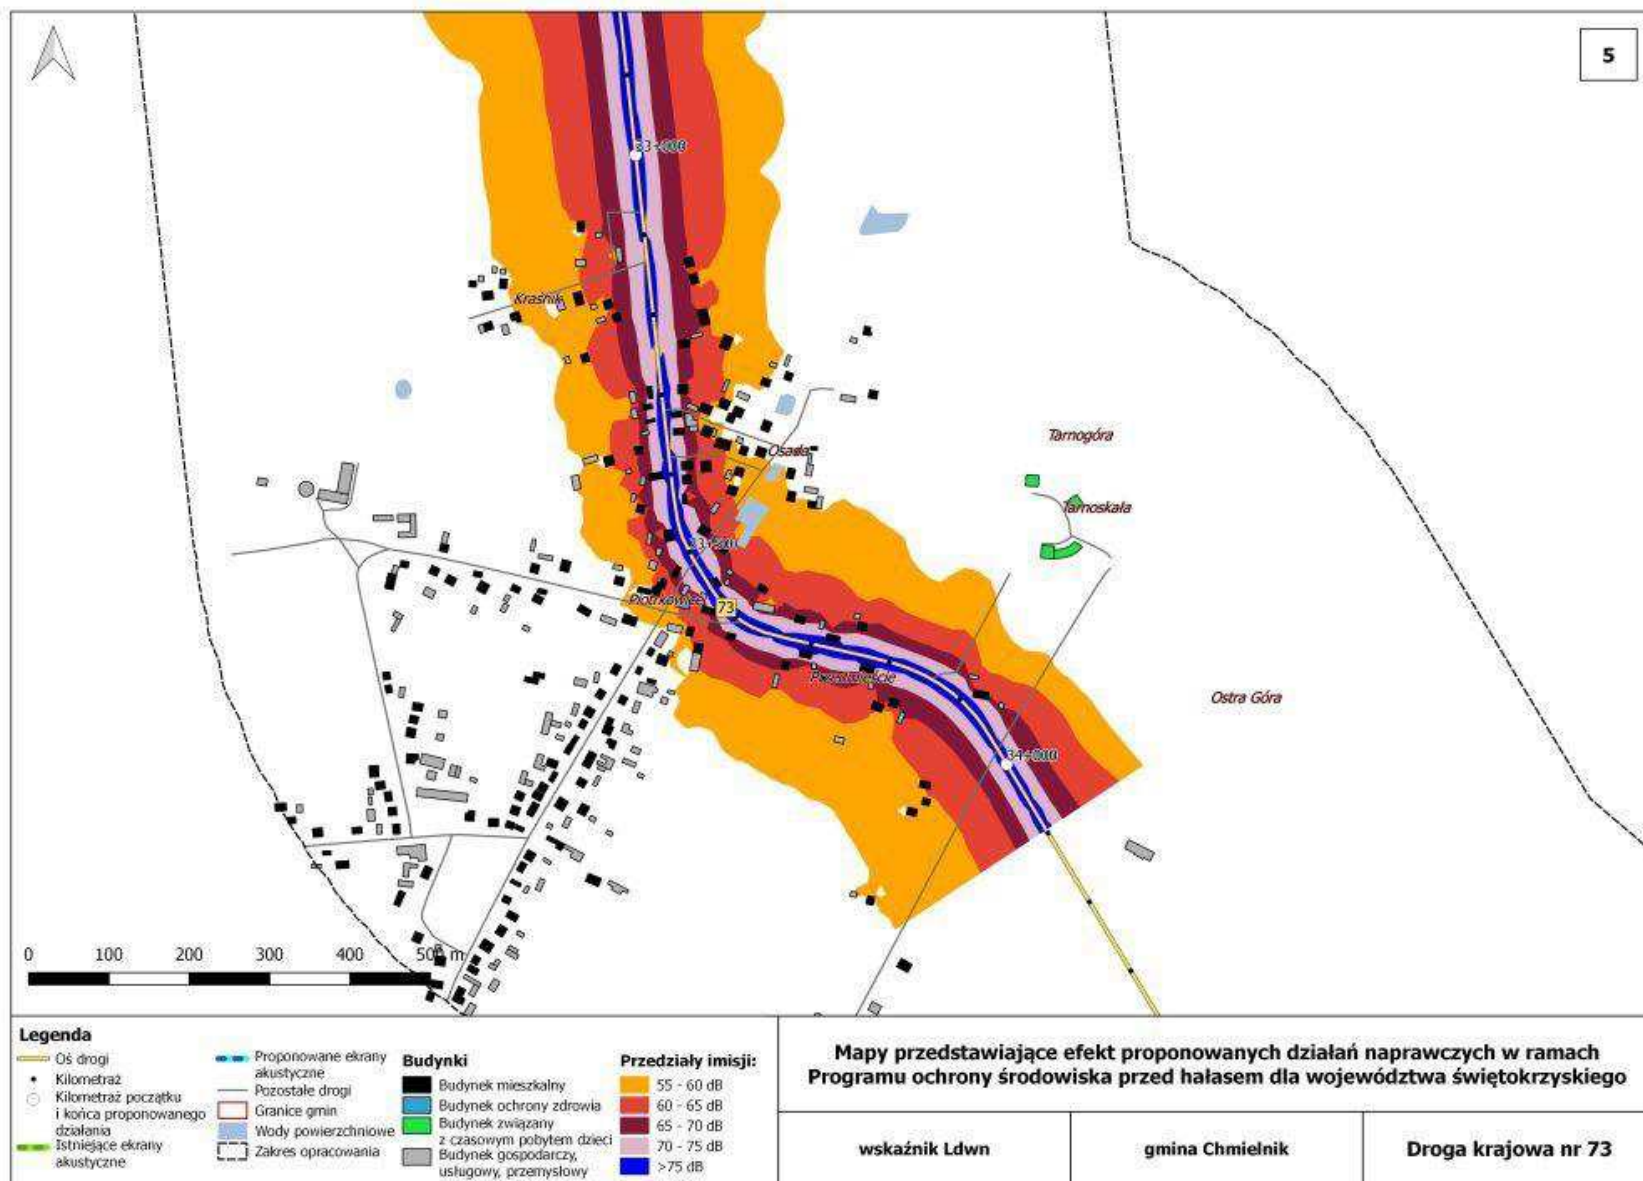 5
33+000
Kraśnik
Tarnogóra
Osada
Tarnoskała
Piotrkowice
73
Przedmieście
Ostra Góra
34+000
0 100 200 300 400 500 m
Legenda
Oś drogi
Kilometraż
Kilometraż początku
i końca proponowanego
działania
Istniejące ekrany
akustyczne
Proponowane ekrany
akustyczne
Pozostałe drogi
Granice gmin
Wody powierzchniowe
Zakres opracowania
Budynki
Budynek mieszkalny
Budynek ochrony zdrowia
Budynek związany
z czasowym pobytem dzieci
Budynek gospodarczy,
usługowy, przemysłowy
Przedziały imisji:
55 - 60 dB
60 - 65 dB
65 - 70 dB
70 - 75 dB
>75 dB
Mapy przedstawiające efekt proponowanych działań naprawczych w ramach
Programu ochrony środowiska przed hałasem dla województwa świętokrzyskiego
wskaźnik Ldwn
gmina Chmielnik
Droga krajowa nr 73